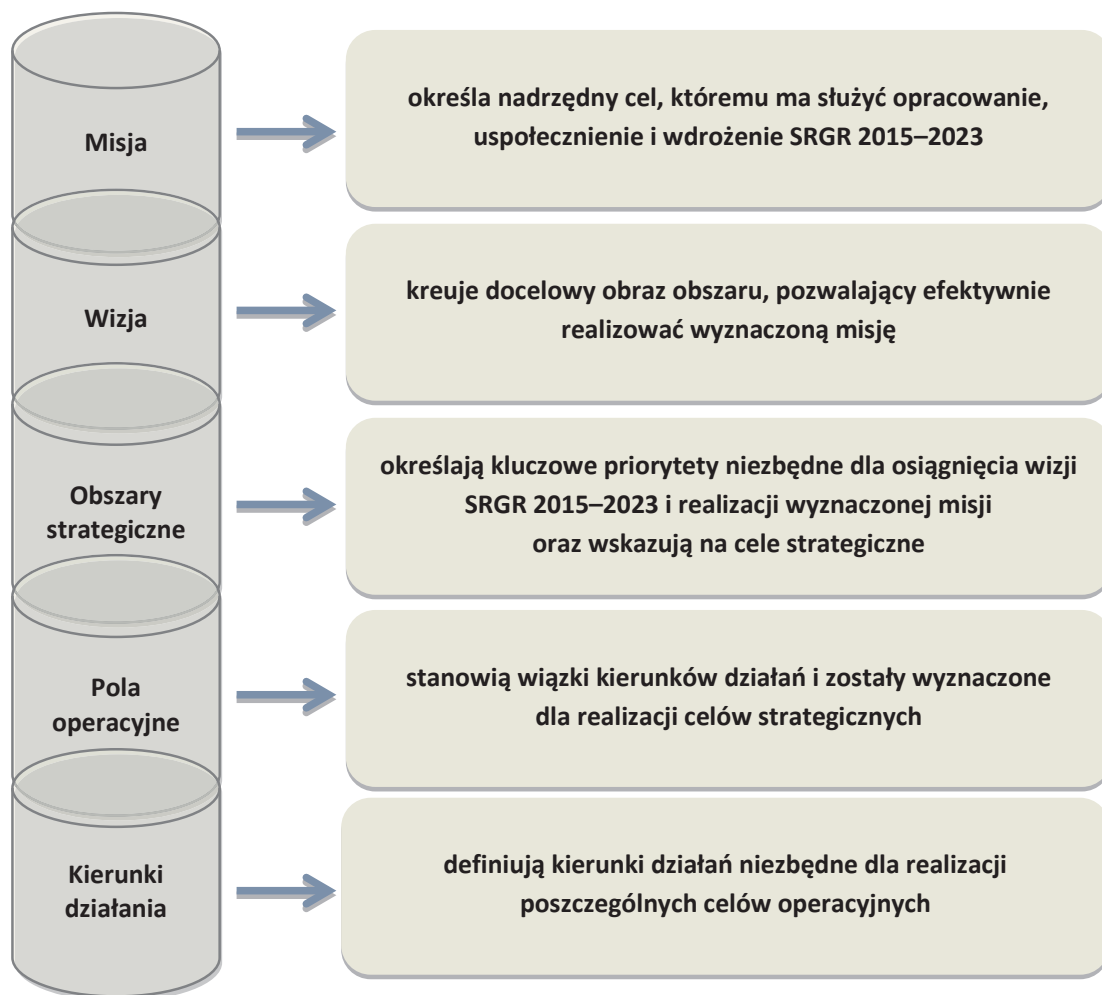 Misja
określa nadrzędny cel, któremu ma służyć opracowanie,
uspołecznienie i wdrożenie SRGR 2015–2023
Wizja
kreuje docelowy obraz obszaru, pozwalający efektywnie
realizować wyznaczoną misję
Obszary
strategiczne
określają kluczowe priorytety niezbędne dla osiągnięcia wizji
SRGR 2015–2023 i realizacji wyznaczonej misji
oraz wskazują na cele strategiczne
Pola
operacyjne
stanowią wiązki kierunków działań i zostały wyznaczone
dla realizacji celów strategicznych
Kierunki
działania
definiują kierunki działań niezbędne dla realizacji
poszczególnych celów operacyjnych